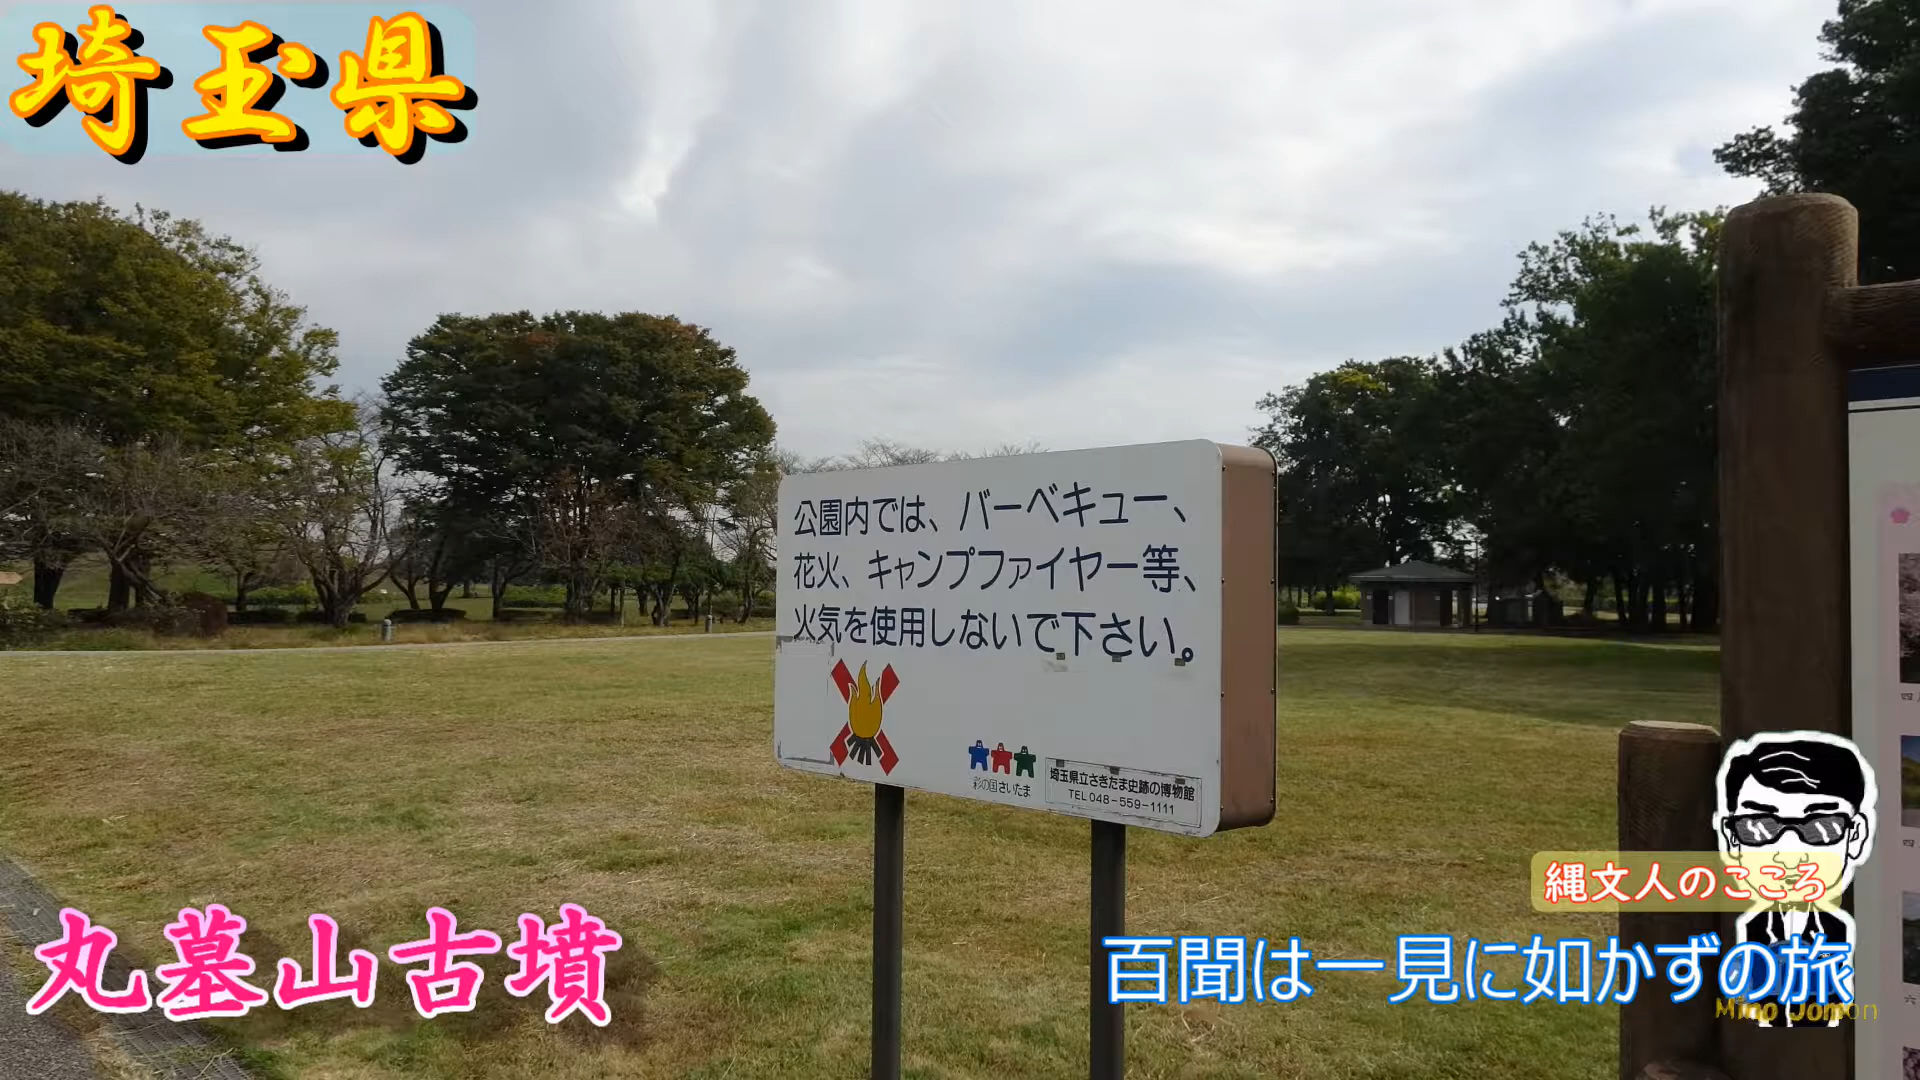 埼玉県
公園内では、バーベキュー、
花火、キャンプファイヤー等、
火気を使用しないで下さい。
彩の国さいたま
埼玉県立さきたま史跡の博物館
TEL 048-559-1111
縄文人のこころ
丸墓山古墳
百聞は一見に如かずの旅
Mino Jomon